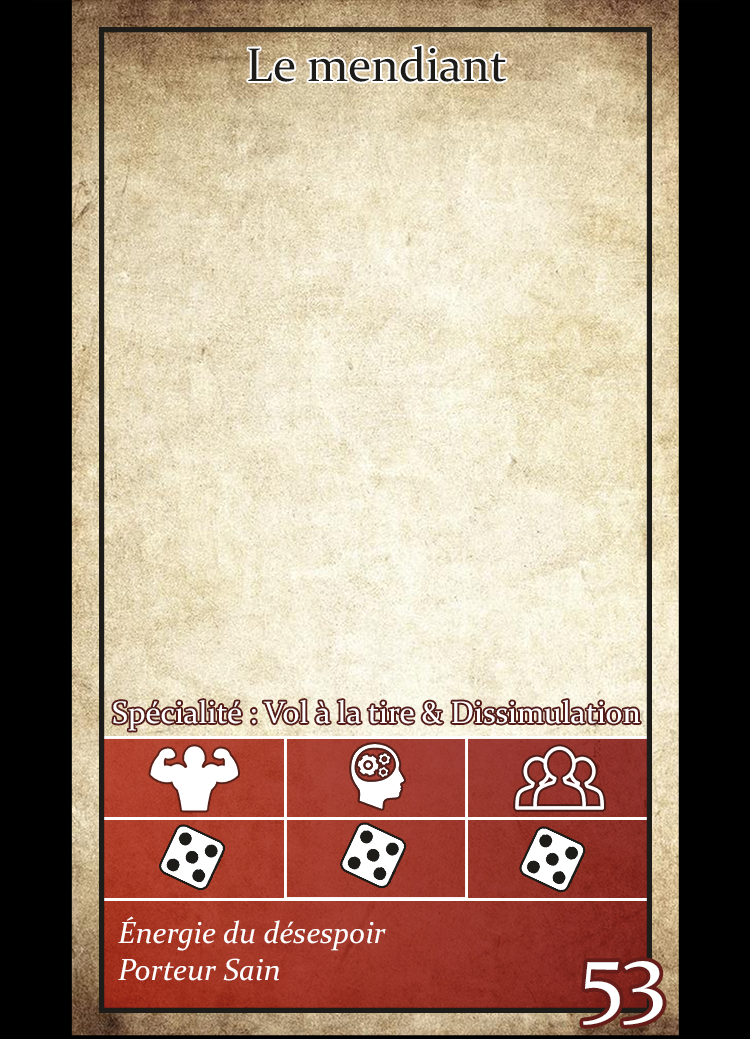 Le mendiant
Spécialité : Vol à la tire & Dissimulation
Énergie du désespoir
Porteur Sain
53